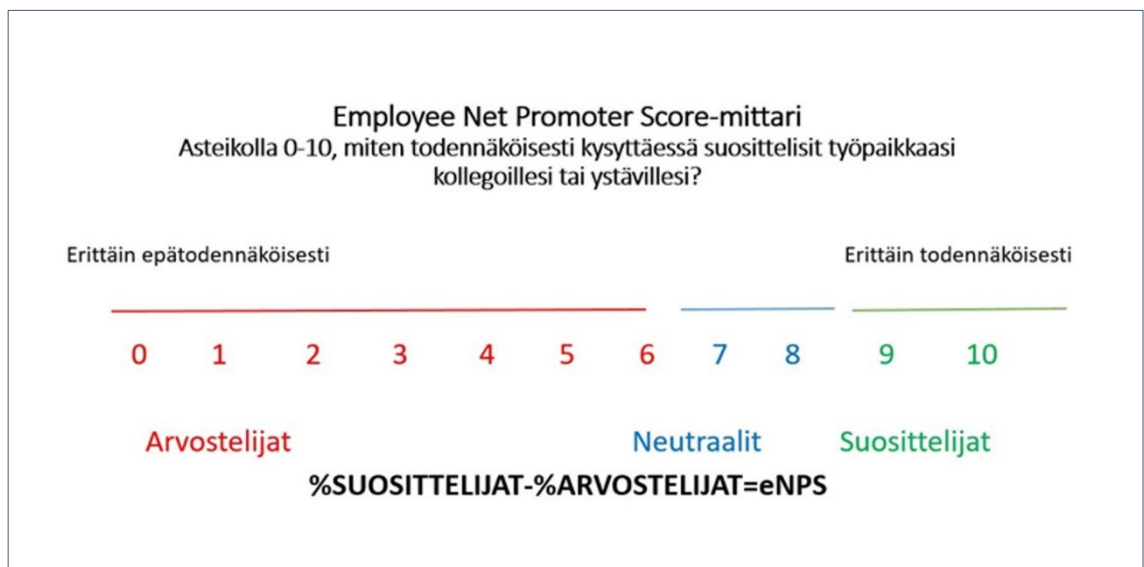 Employee Net Promoter Score-mittari
Asteikolla 0-10, miten todennäköisesti kysyttäessä suosittelisit työpaikkaasi
kollegoillesi tai ystävillesi?
Erittäin epätodennäköisesti Erittäin todennäköisesti
0 1 2 3 4 5 6 7 8 9 10
Arvostelijat Neutraalit Suosittelijat
%SUOSITTELIJAT-%ARVOSTELIJAT=eNPS